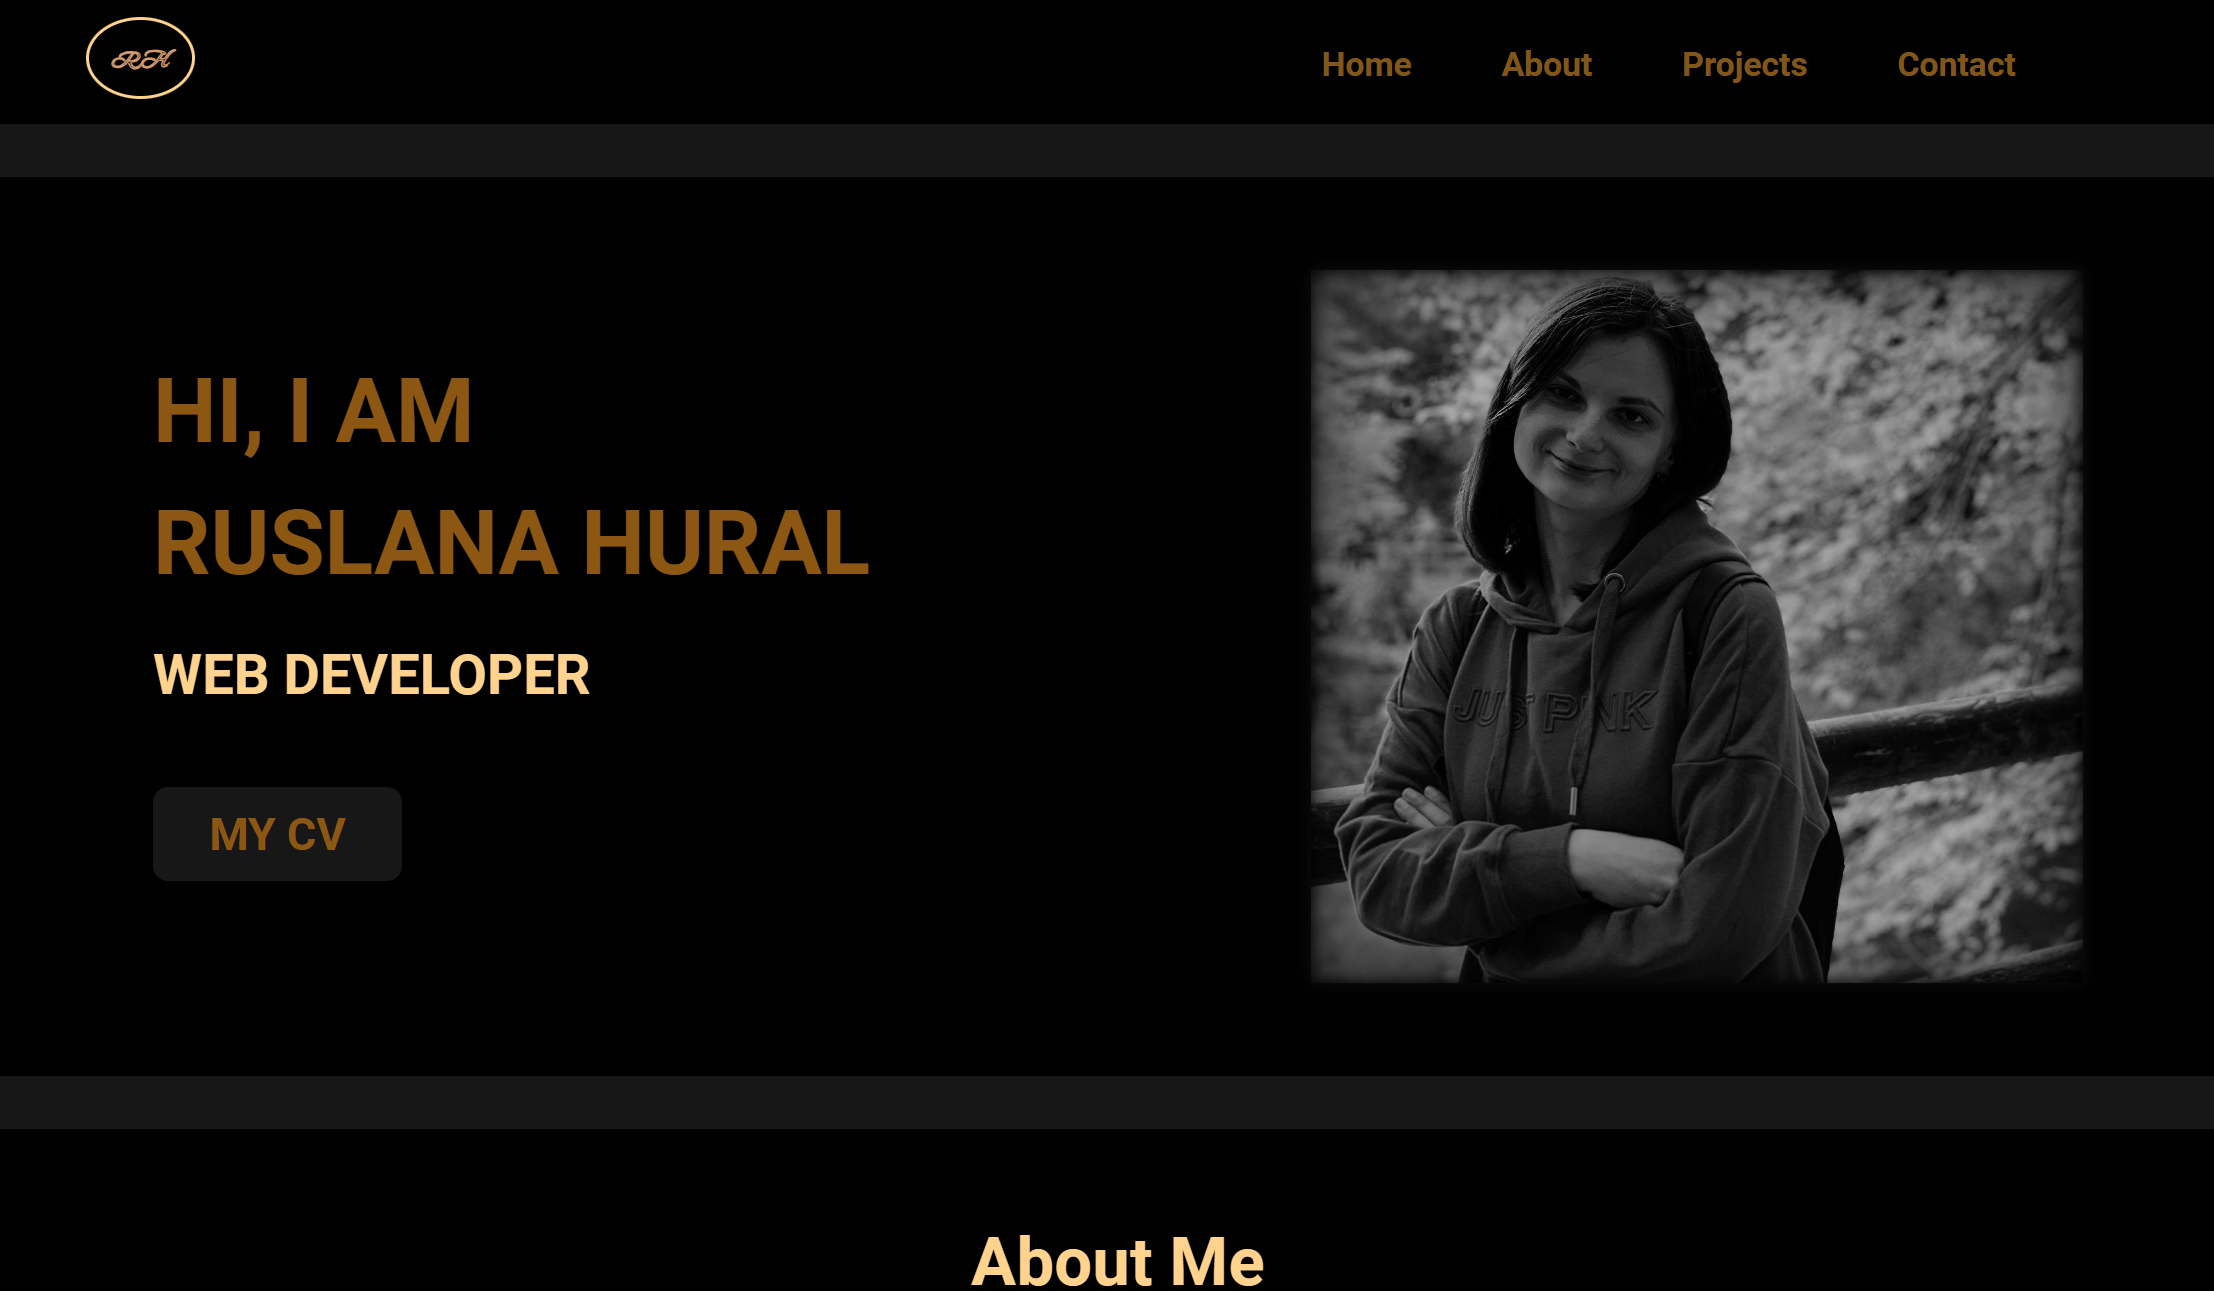 RH
Home About Projects Contact
HI, I AM
RUSLANA HURAL
WEB DEVELOPER
MY CV
JUST PINK
About Me